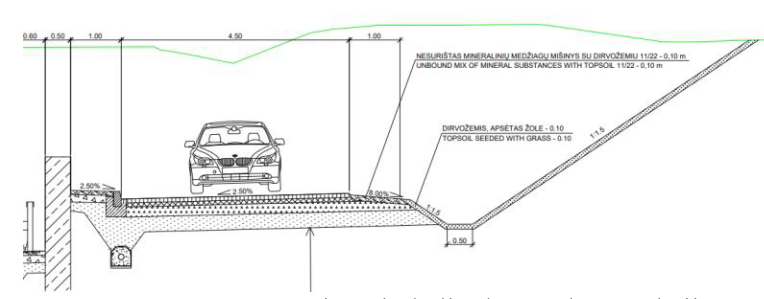 0.60 0.50 1.00 4.50 1.00
NESURIŠTAS MINERALINIŲ MEDŽIAGŲ MIŠINYS SU DIRVOŽEMIU 11/22 - 0,10 m
UNBOUND MIX OF MINERAL SUBSTANCES WITH TOPSOIL 11/22 - 0,10 m
DIRVOŽEMIS, APSĖTAS ŽOLE - 0.10
TOPSOIL SEEDED WITH GRASS - 0.10
1:1.5
2.50%
2.50%
8.00%
1:1.5
0.50